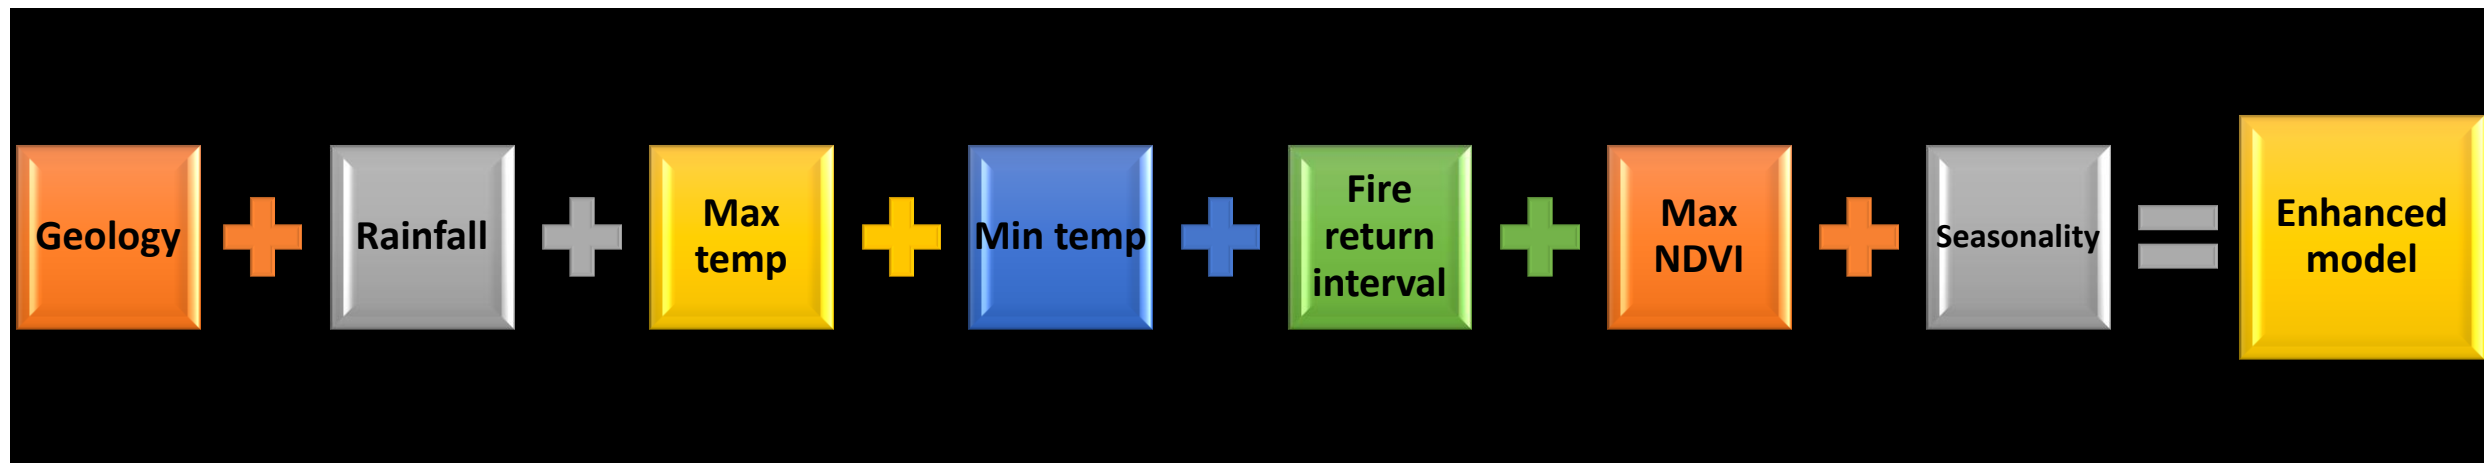 Geology
Rainfall
Max
temp
Min temp
Fire
return
interval
Max
NDVI
Seasonality
Enhanced
model